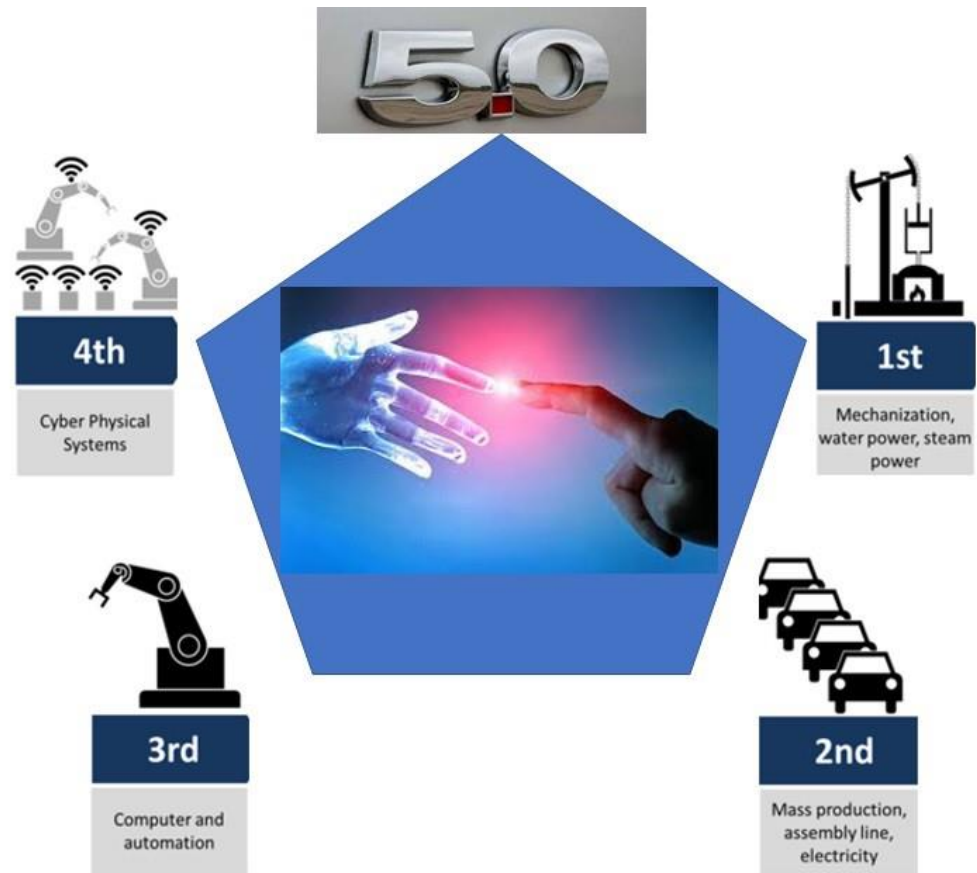 5.0
4th
Cyber Physical
Systems
1st
Mechanization,
water power, steam
power
3rd
Computer and
automation
2nd
Mass production,
assembly line,
electricity